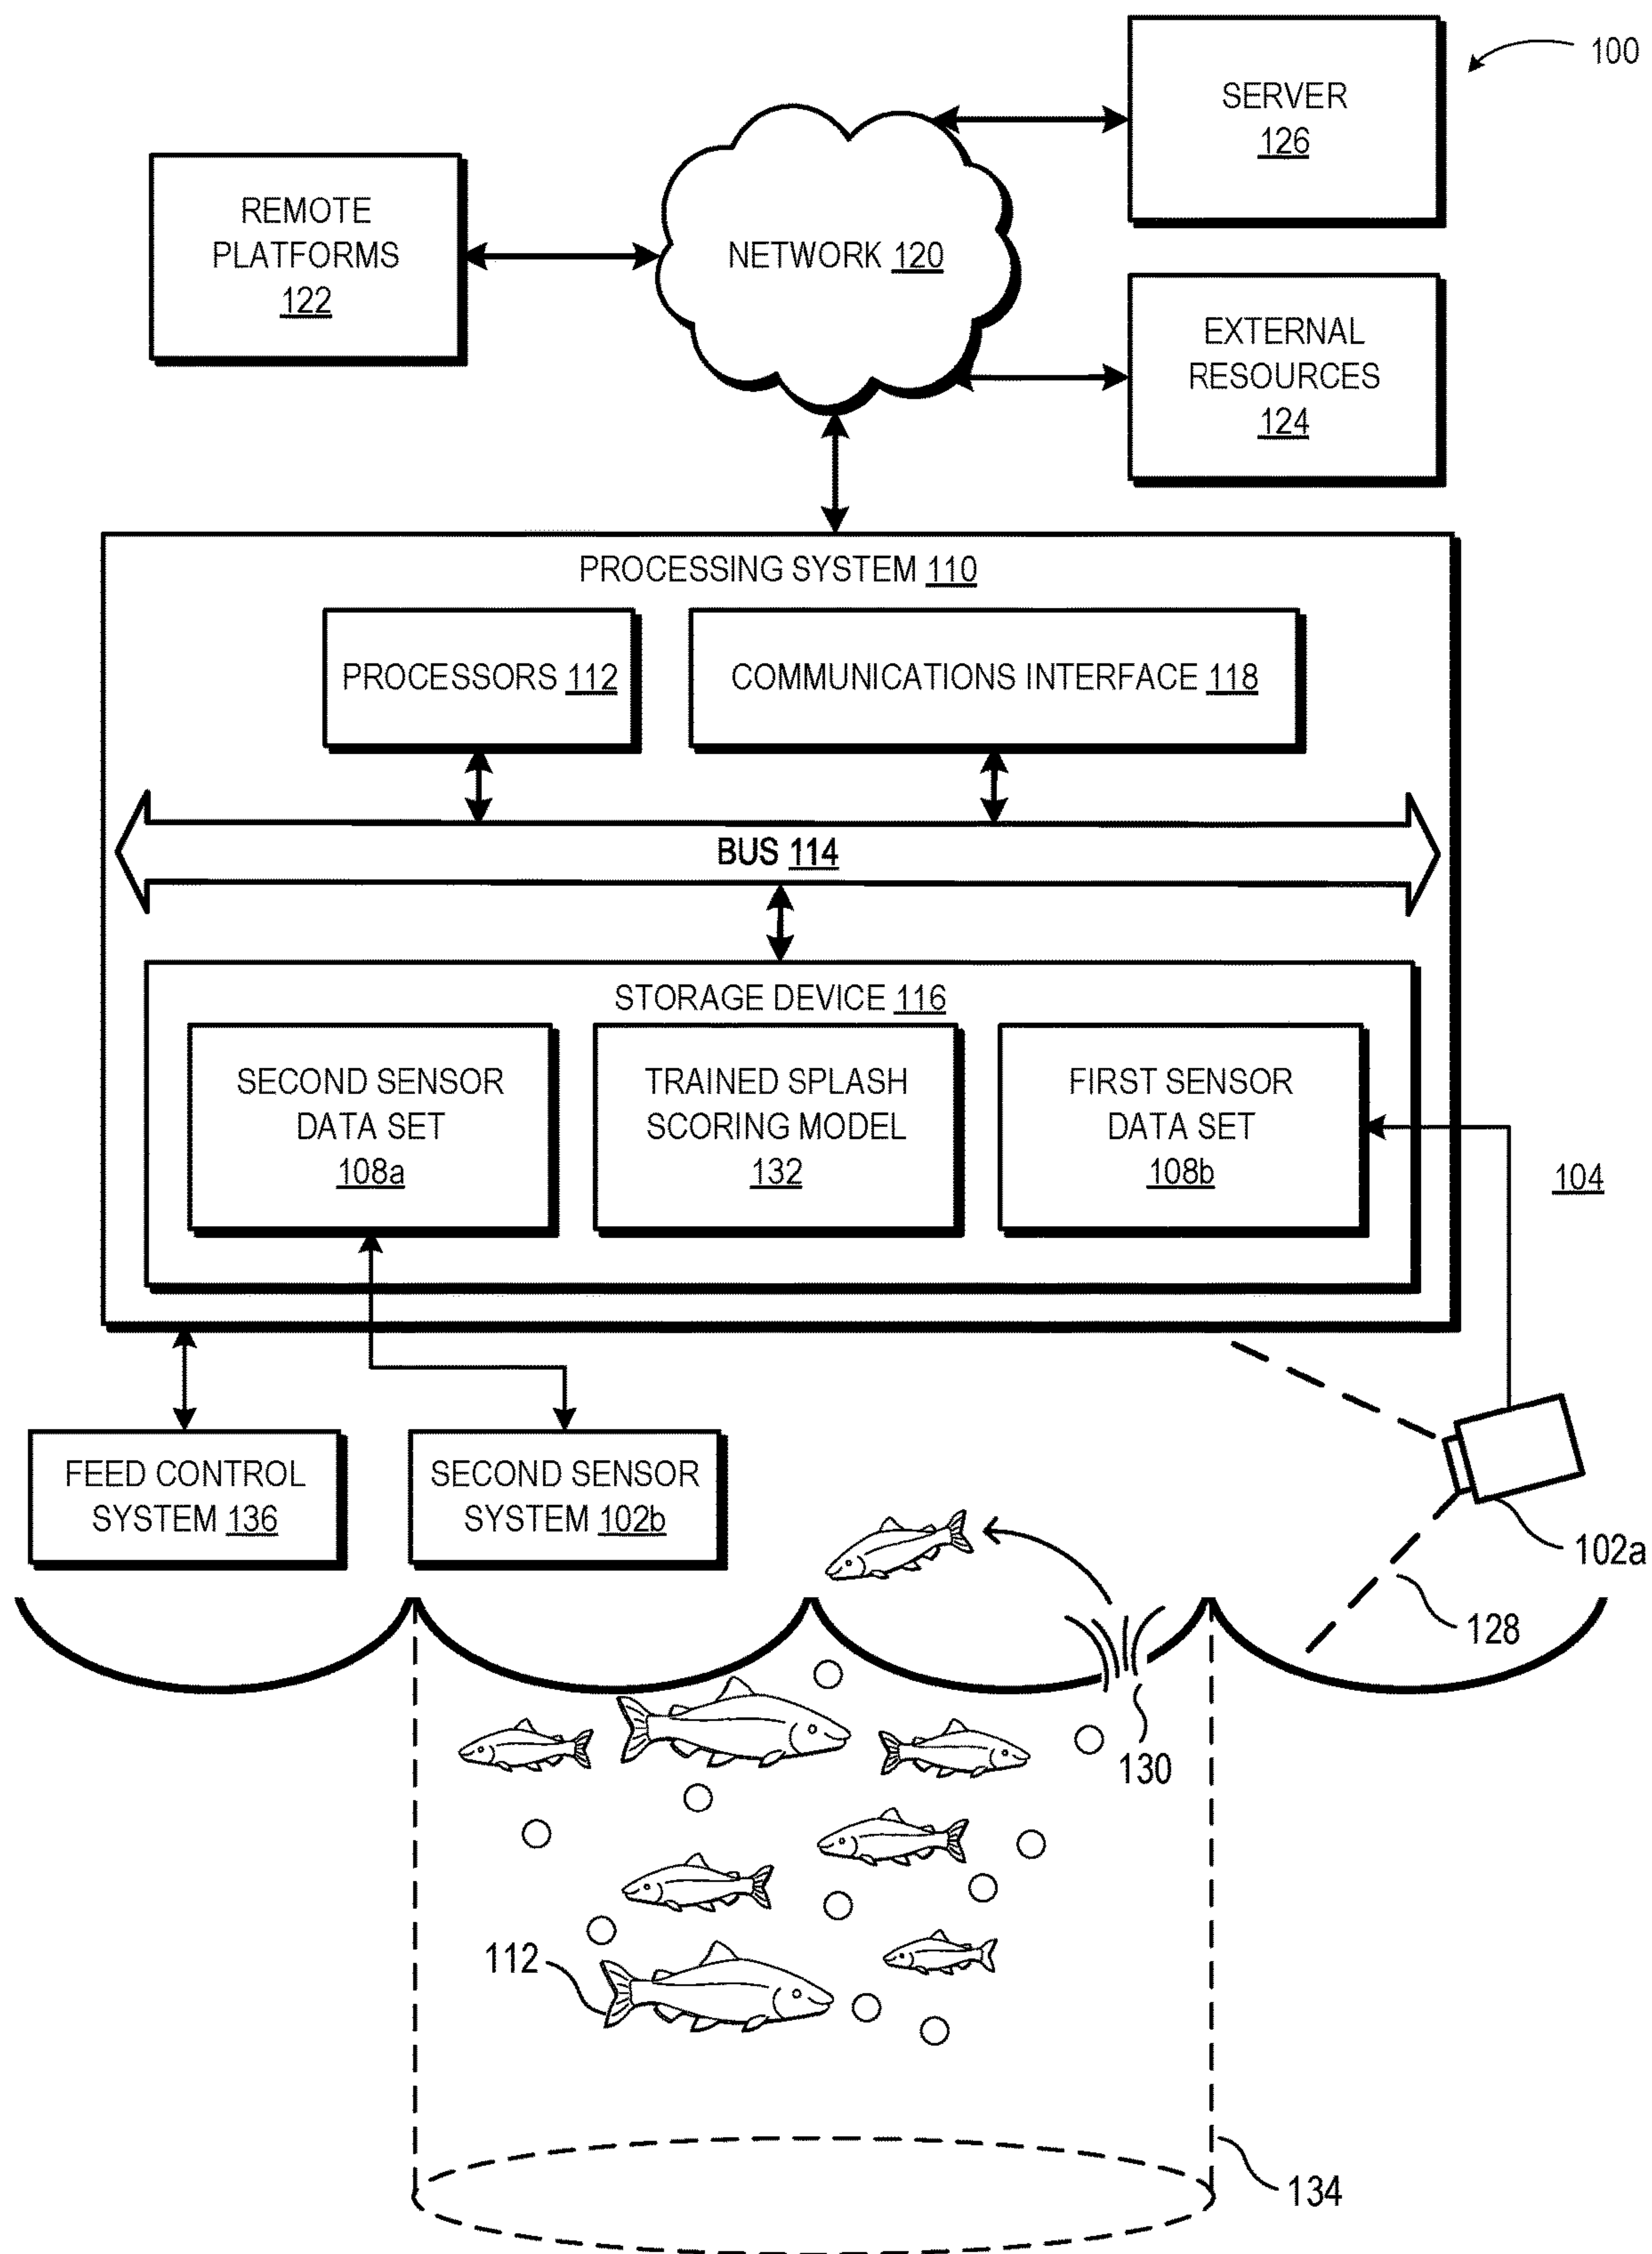 100
SERVER
126
REMOTE
PLATFORMS
122
NETWORK 120
EXTERNAL
RESOURCES
124
PROCESSING SYSTEM 110
PROCESSORS 112
COMMUNICATIONS INTERFACE 118
BUS 114
STORAGE DEVICE 116
SECOND SENSOR
DATA SET
108a
TRAINED SPLASH
SCORING MODEL
132
FIRST SENSOR
DATA SET
108b
104
FEED CONTROL
SYSTEM 136
SECOND SENSOR
SYSTEM 102b
102a
128
130
112
134